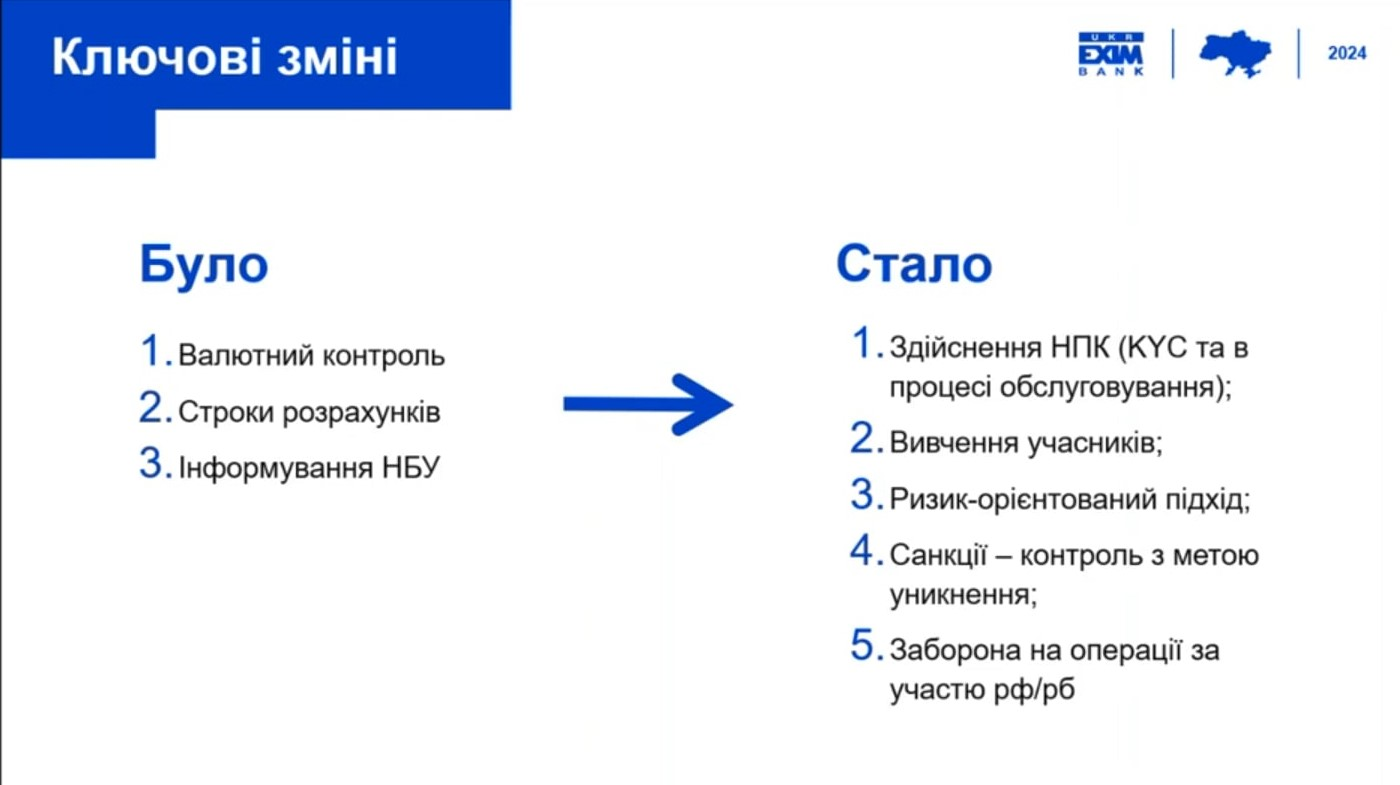 Ключові зміні
UKR
EXIM
BANK
2024
Було
1. Валютний контроль
2. Строки розрахунків
3. Інформування НБУ
Стало
1. Здійснення НПК (KYC та в
процесі обслуговування);
2. Вивчення учасників;
3. Ризик-орієнтований підхід;
4. Санкції – контроль з метою
уникнення;
5. Заборона на операції за
участю рф/рб